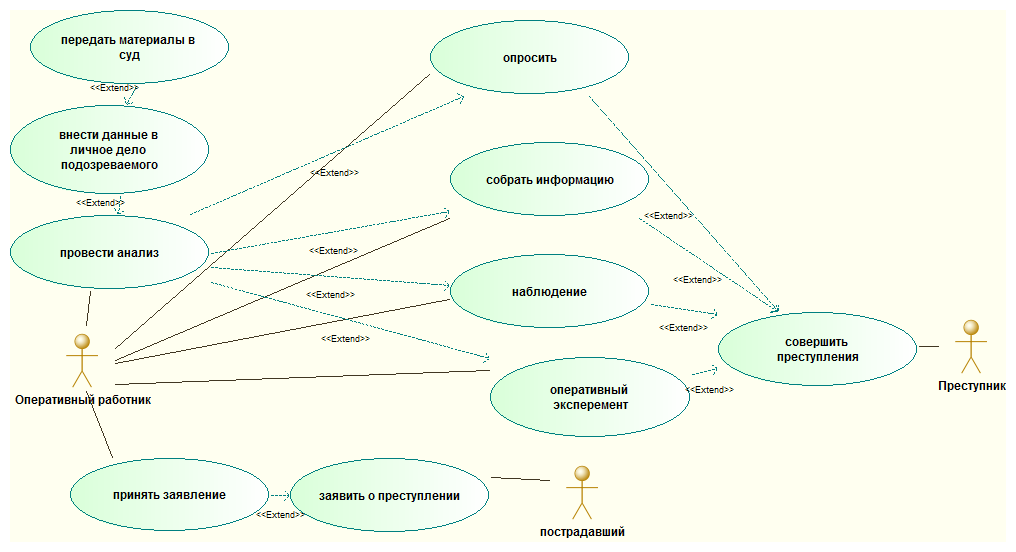 передать материалы в
суд
<<Extend>>
внести данные в
личное дело
подозреваемого
<<Extend>>
провести анализ
опросить
<<Extend>>
собрать информацию
<<Extend>>
<<Extend>>
<<Extend>>
наблюдение
<<Extend>>
<<Extend>>
<<Extend>>
совершить
преступления
Преступник
оперативный
эксперемент
<<Extend>>
Оперативный работник
принять заявление
<<Extend>>
заявить о преступлении
пострадавший